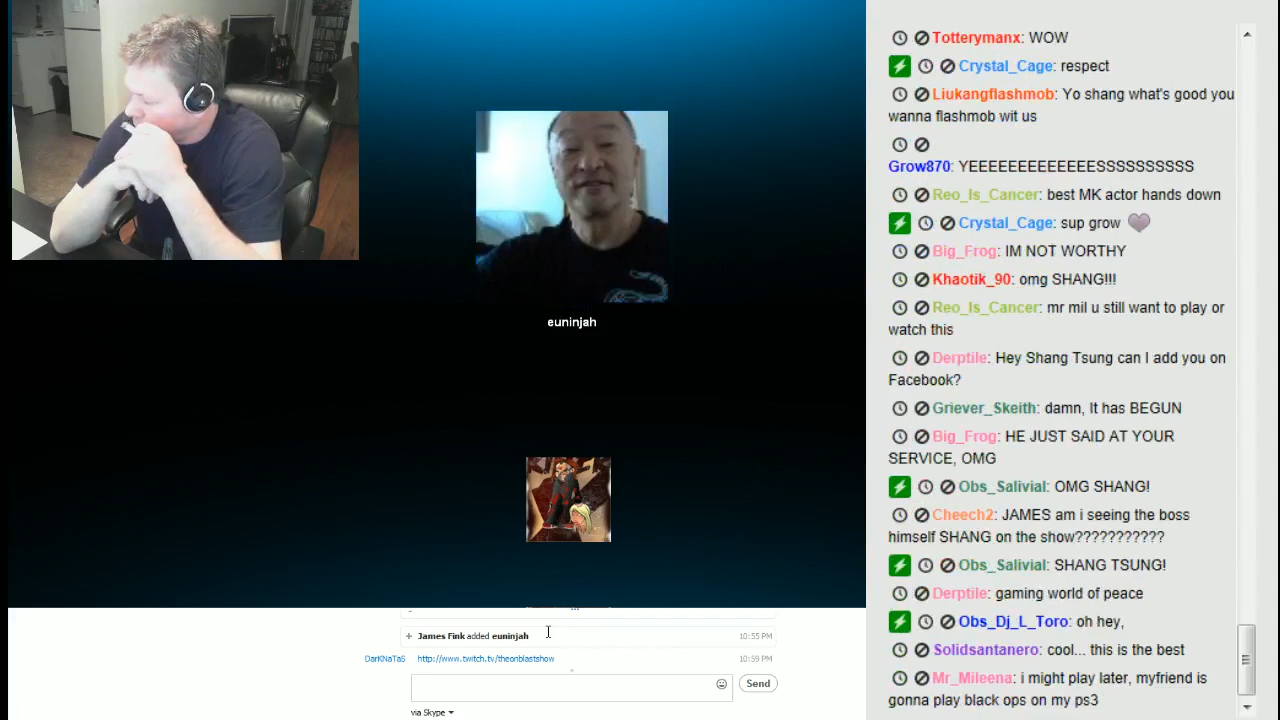 euninjah
James Fink added euninjah
10:55 PM
DarKNaTaS
http://www.twitch.tv/theonblastshow
10:59 PM
Send
via Skype
Totterymanx: WOW
Crystal_Cage: respect
Liukangflashmob: Yo shang what's good you
wanna flashmob wit us
Grow870: YEEEEEEEEEEEEESSSSSSSSSS
Reo_Is_Cancer: best MK actor hands down
Crystal_Cage: sup grow
Big_Frog: IM NOT WORTHY
Khaotik_90: omg SHANG!!!
Reo_Is_Cancer: mr mil u still want to play or
watch this
Derptile: Hey Shang Tsung can I add you on
Facebook?
Griever_Skeith: damn, It has BEGUN
Big_Frog: HE JUST SAID AT YOUR
SERVICE, OMG
Obs_Salivial: OMG SHANG!
Cheech2: JAMES am i seeing the boss
himself SHANG on the show???????????
Obs_Salivial: SHANG TSUNG!
Derptile: gaming world of peace
Obs_Dj_L_Toro: oh hey,
Solidsantanero: cool... this is the best
Mr_Mileena: i might play later, myfriend is
gonna play black ops on my ps3